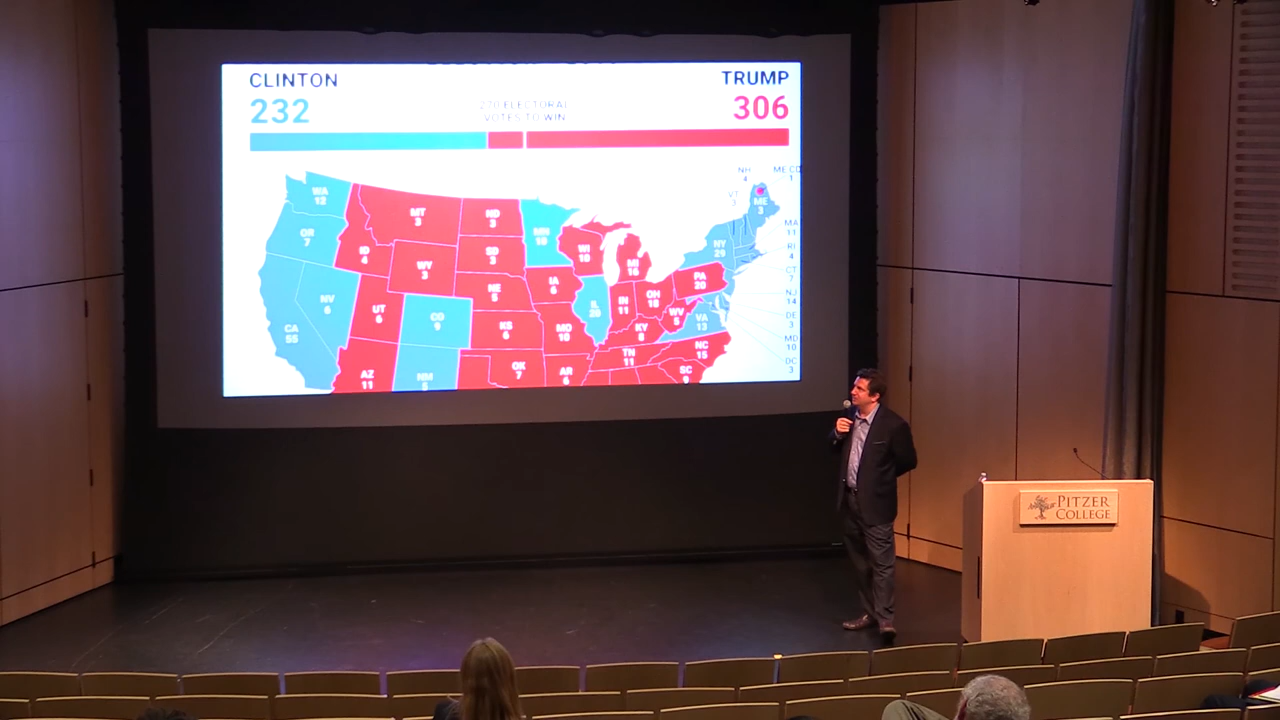 CLINTON
TRUMP
232
270 ELECTORAL
VOTES TO WIN
306
NH
4
ME CD
1
VT
3
ME
3
WA
12
MT
3
ND
3
MN
10
OR
7
ID
4
WY
3
SD
3
WI
10
MI
16
NY
29
MA
11
RI
4
CT
7
NJ
14
DE
3
MD
10
DC
3
NV
6
UT
6
CO
9
NE
5
IA
6
IL
20
IN
11
OH
18
PA
20
WV
5
VA
13
CA
55
KS
6
MO
10
KY
8
NC
15
TN
11
AZ
11
NM
5
OK
7
AR
6
SC
9
PITZER
COLLEGE